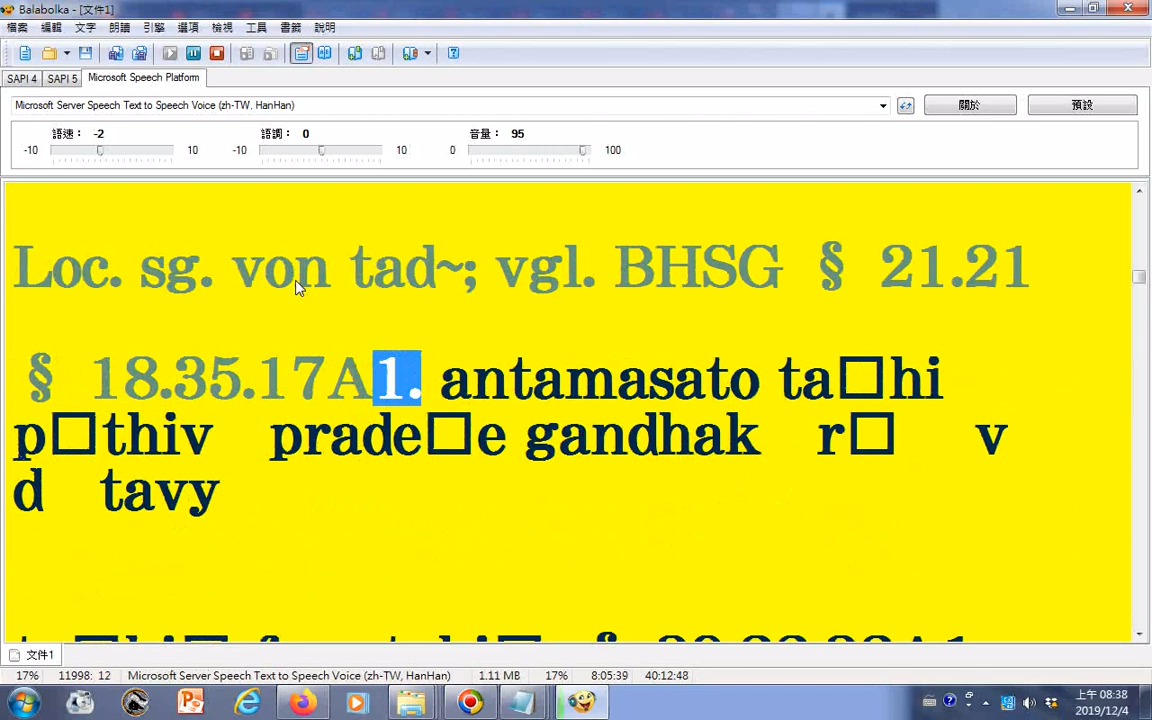 Balabolka - [文件1]
檔案 編輯 文字 朗讀 引擎 選項 檢視 工具 書籤 說明
SAPI 4 SAPI 5 Microsoft Speech Platform
Microsoft Server Speech Text to Speech Voice (zh-TW, HanHan) 關於 預設
語速： -2 語調： 0 音量： 95
-10 10 -10 10 0 100
Loc. sg. von tad~; vgl. BHSG § 21.21
§ 18.35.17A1. antamasato ta□hi
p□thiv prade□e gandhak r□ v
d tavy
文件1
17% 11998: 12 Microsoft Server Speech Text to Speech Voice (zh-TW, HanHan) 1.11 MB 17% 8:05:39 40:12:48
上午 08:38
2019/12/4